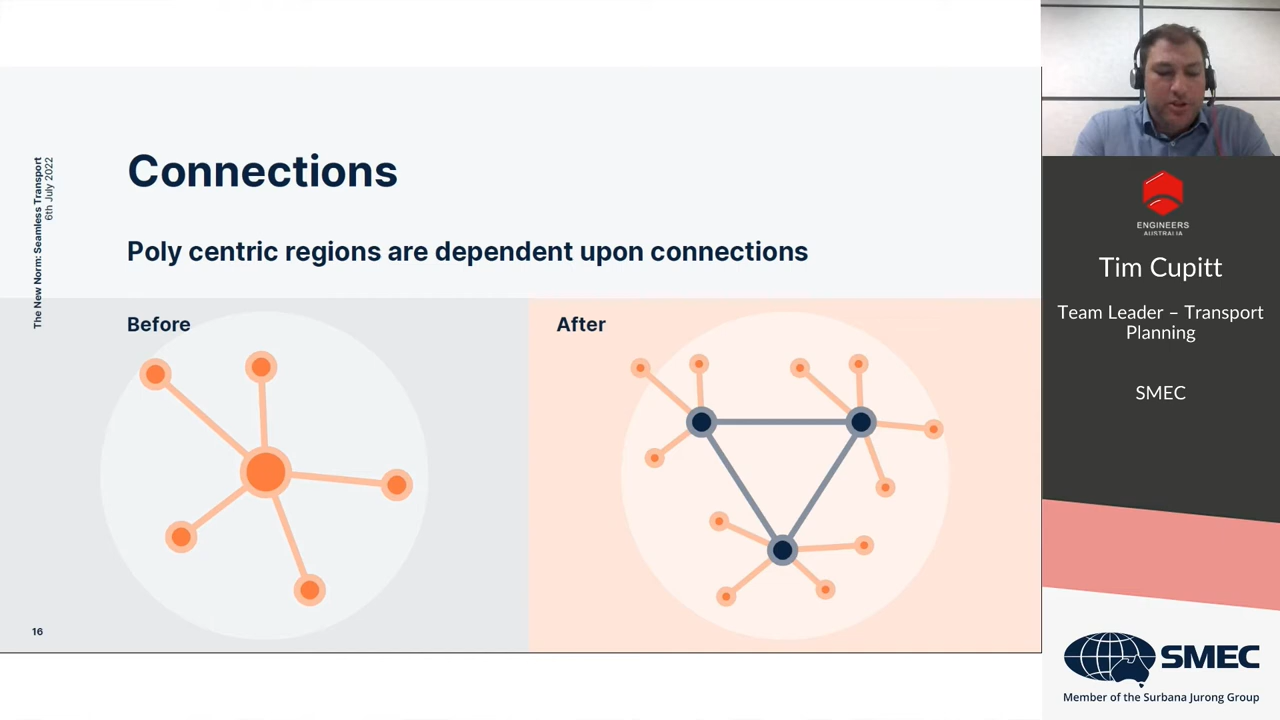 The New Norm: Seamless Transport
6th July 2022
Connections
Poly centric regions are dependent upon connections
Before
After
16
ENGINEERS
AUSTRALIA
Tim Cupitt
Team Leader – Transport
Planning
SMEC
SMEC
Member of the Surbana Jurong Group